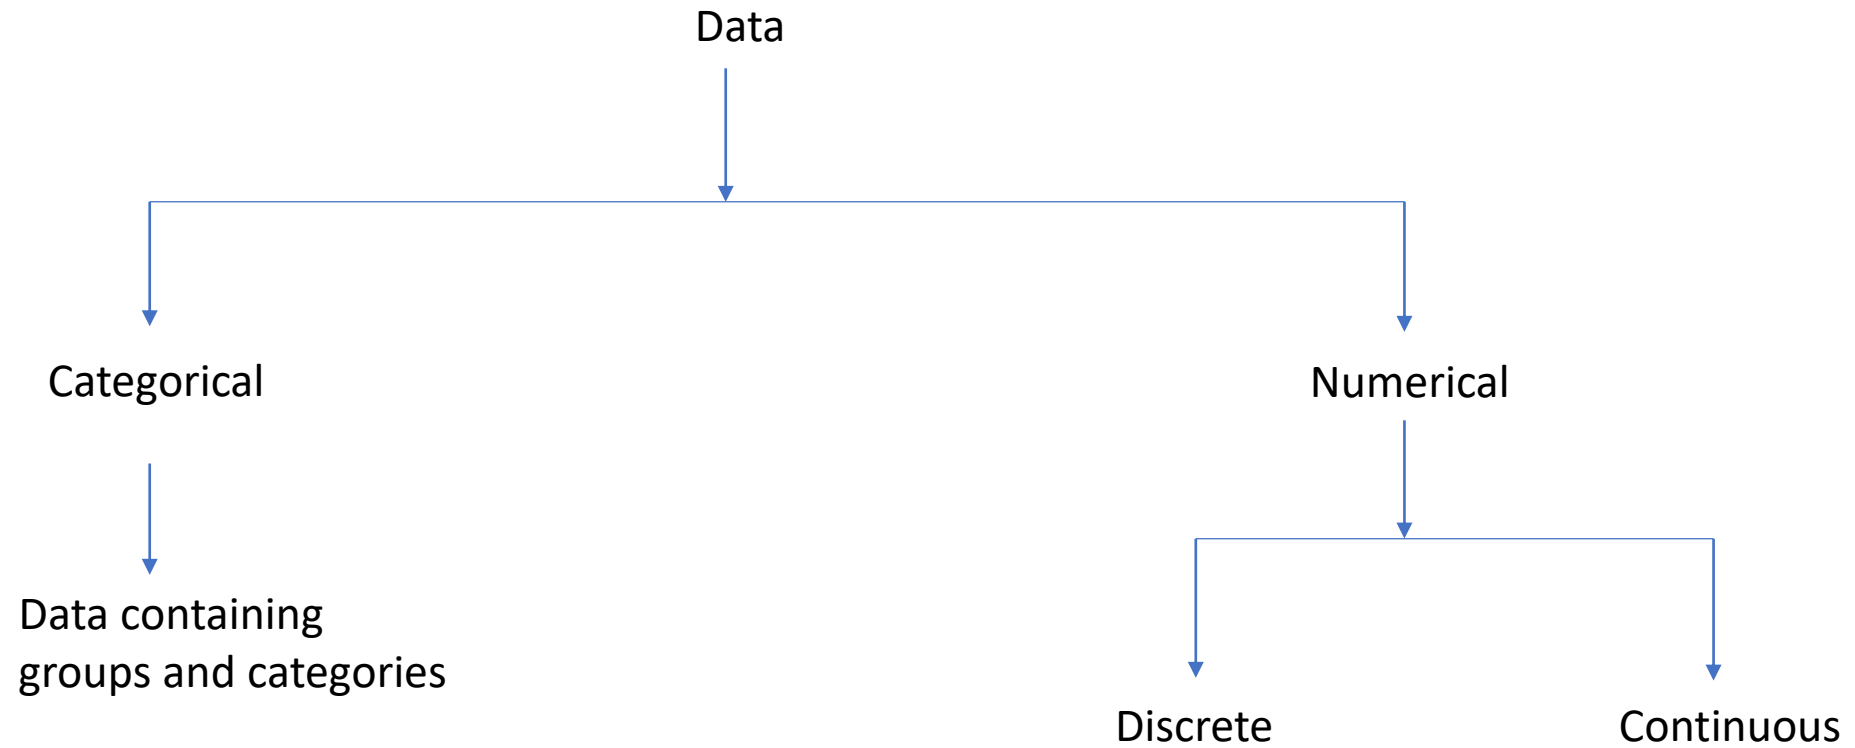 Data
Categorical
Numerical
Data containing
groups and categories
Discrete
Continuous